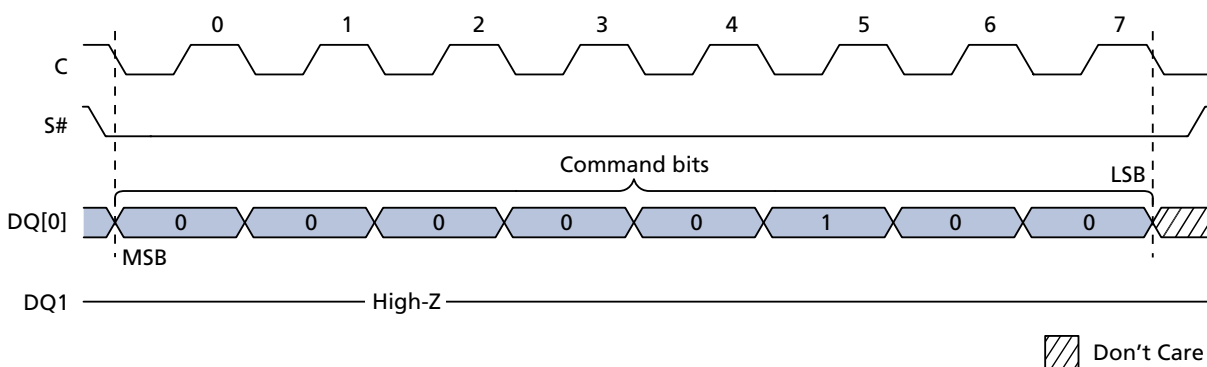 0 1 2 3 4 5 6 7
C
S#
Command bits
LSB
DQ[0] 0 0 0 0 0 1 0 0
MSB
DQ1 High-Z
Don't Care